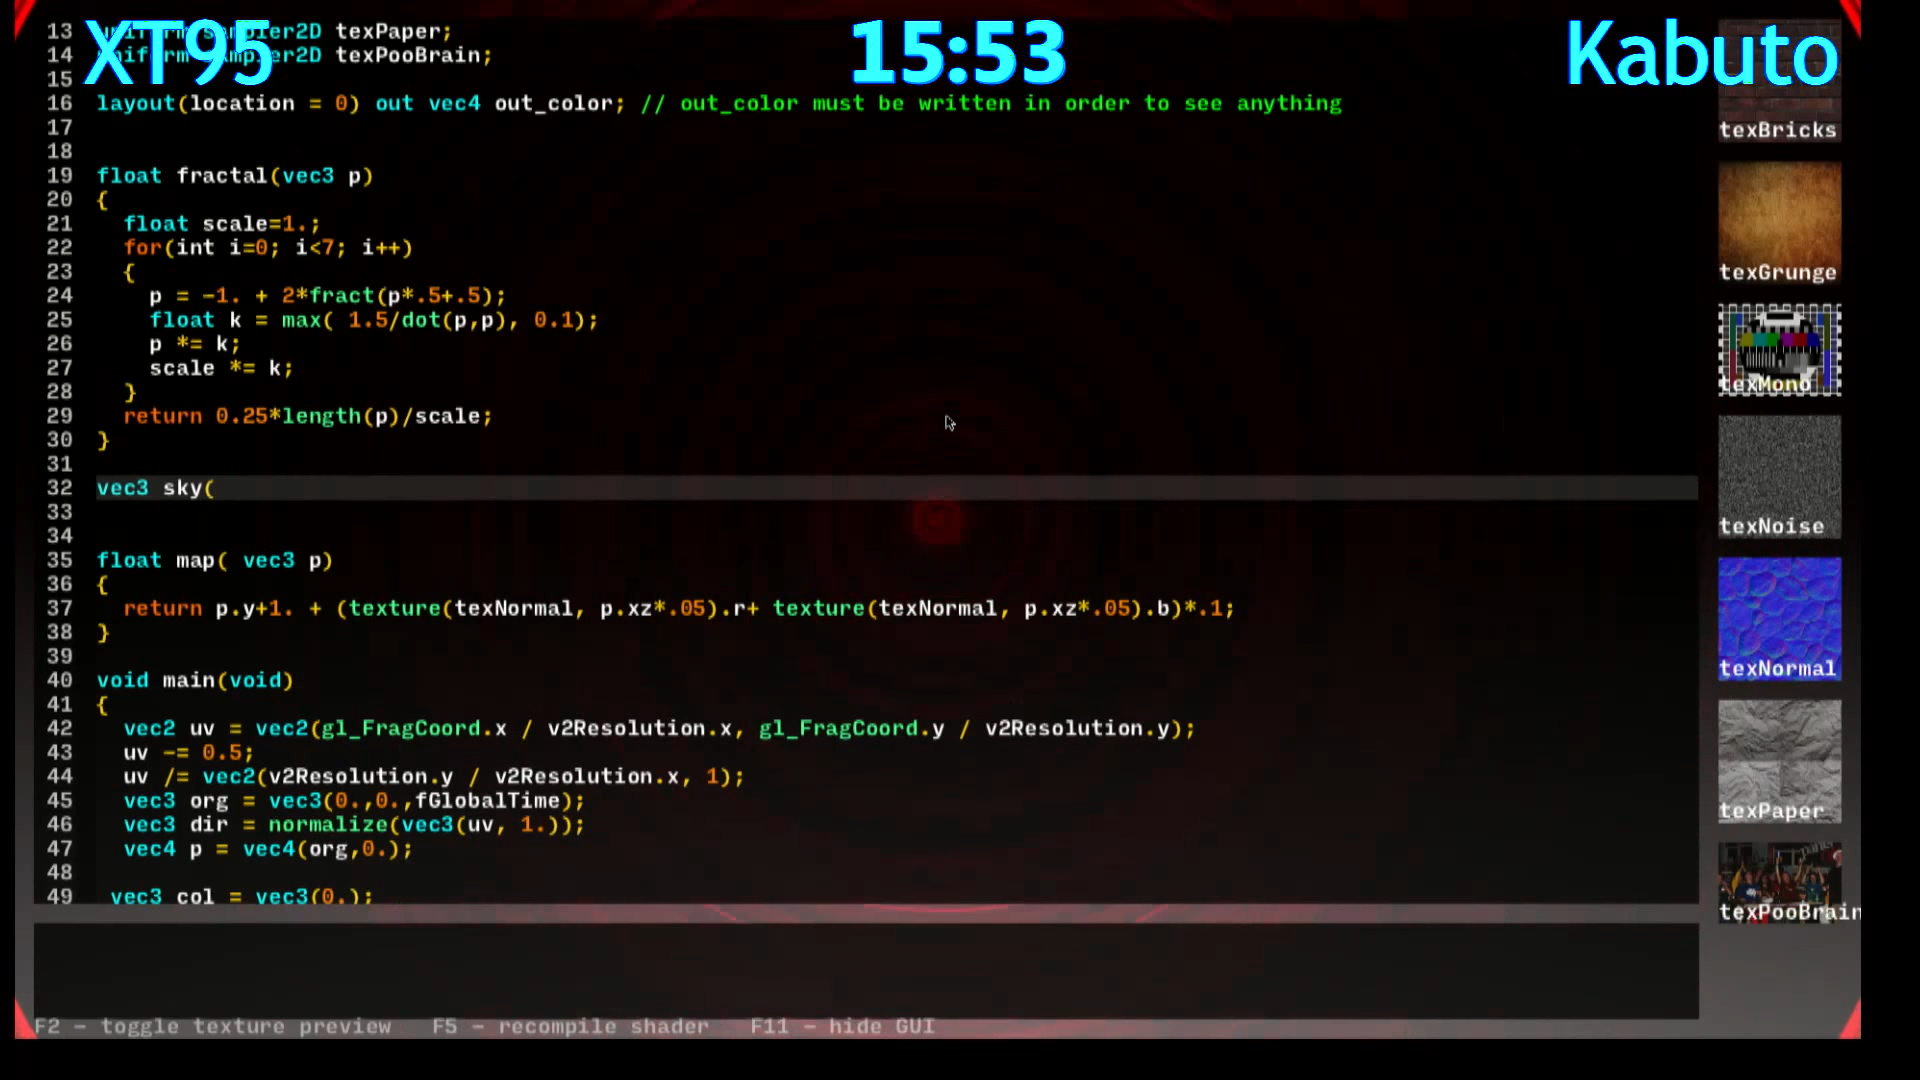 XT95
15:53
Kabuto
13 uniform sampler2D texPaper;
14 uniform sampler2D texPooBrain;
15
16 layout(location = 0) out vec4 out_color; // out_color must be written in order to see anything
17
18
19 float fractal(vec3 p)
20 {
21   float scale=1.;
22   for(int i=0; i<7; i++)
23   {
24     p = -1. + 2*fract(p*.5+.5);
25     float k = max( 1.5/dot(p,p), 0.1);
26     p *= k;
27     scale *= k;
28   }
29   return 0.25*length(p)/scale;
30 }
31
32 vec3 sky(
33
34
35 float map( vec3 p)
36 {
37   return p.y+1. + (texture(texNormal, p.xz*.05).r+ texture(texNormal, p.xz*.05).b)*.1;
38 }
39
40 void main(void)
41 {
42   vec2 uv = vec2(gl_FragCoord.x / v2Resolution.x, gl_FragCoord.y / v2Resolution.y);
43   uv -= 0.5;
44   uv /= vec2(v2Resolution.y / v2Resolution.x, 1);
45   vec3 org = vec3(0.,0.,fGlobalTime);
46   vec3 dir = normalize(vec3(uv, 1.));
47   vec4 p = vec4(org,0.);
48
49  vec3 col = vec3(0.);
texBricks
texGrunge
texMono
texNoise
texNormal
texPaper
texPooBrain
F2 - toggle texture preview   F5 - recompile shader   F11 - hide GUI